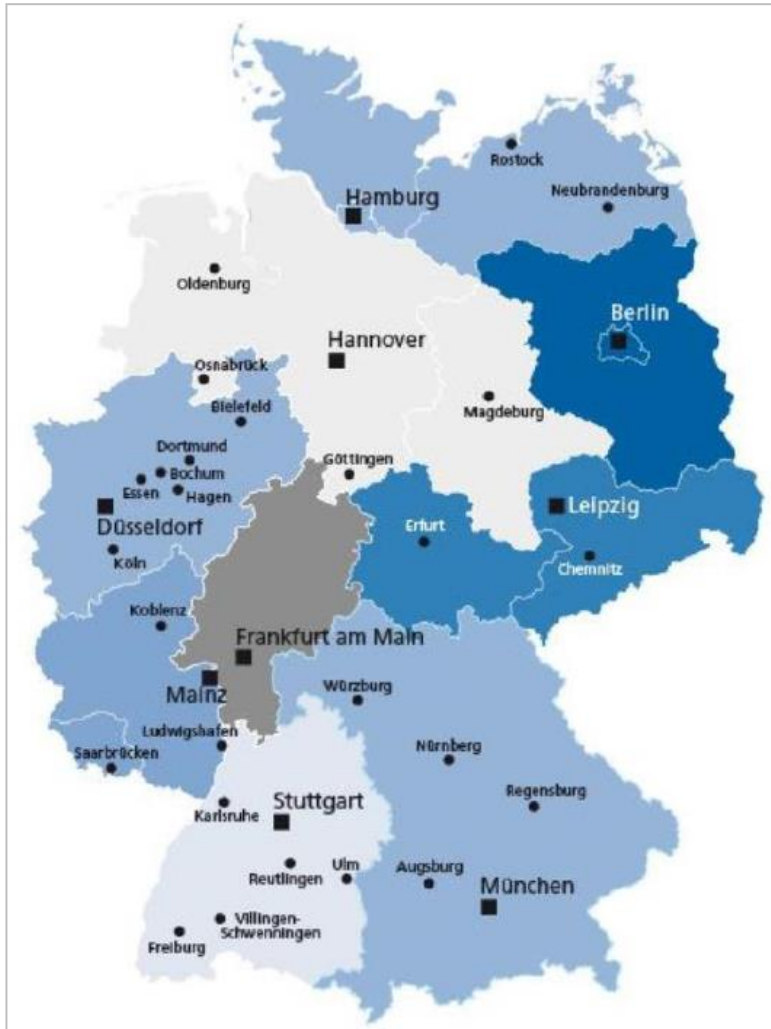 Rostock
Neubrandenburg
Hamburg
Oldenburg
Berlin
Hannover
Osnabrück
Magdeburg
Bielefeld
Dortmund
Bochum
Göttingen
Essen
Hagen
Leipzig
Düsseldorf
Erfurt
Köln
Chemnitz
Koblenz
Frankfurt am Main
Mainz
Würzburg
Ludwigshafen
Nürnberg
Saarbrücken
Regensburg
Stuttgart
Karlsruhe
Ulm
Augsburg
Reutlingen
München
Villingen-
Schwenningen
Freiburg